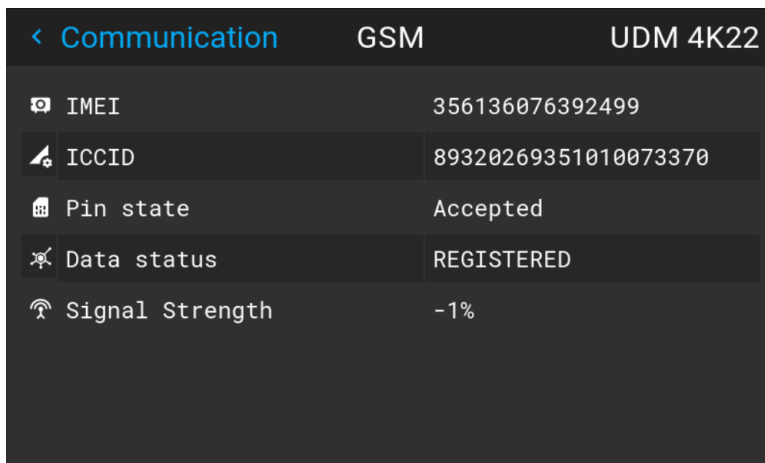 Communication GSM UDM 4K22
IMEI 356136076392499
ICCID 89320269351010073370
Pin state Accepted
Data status REGISTERED
Signal Strength -1%